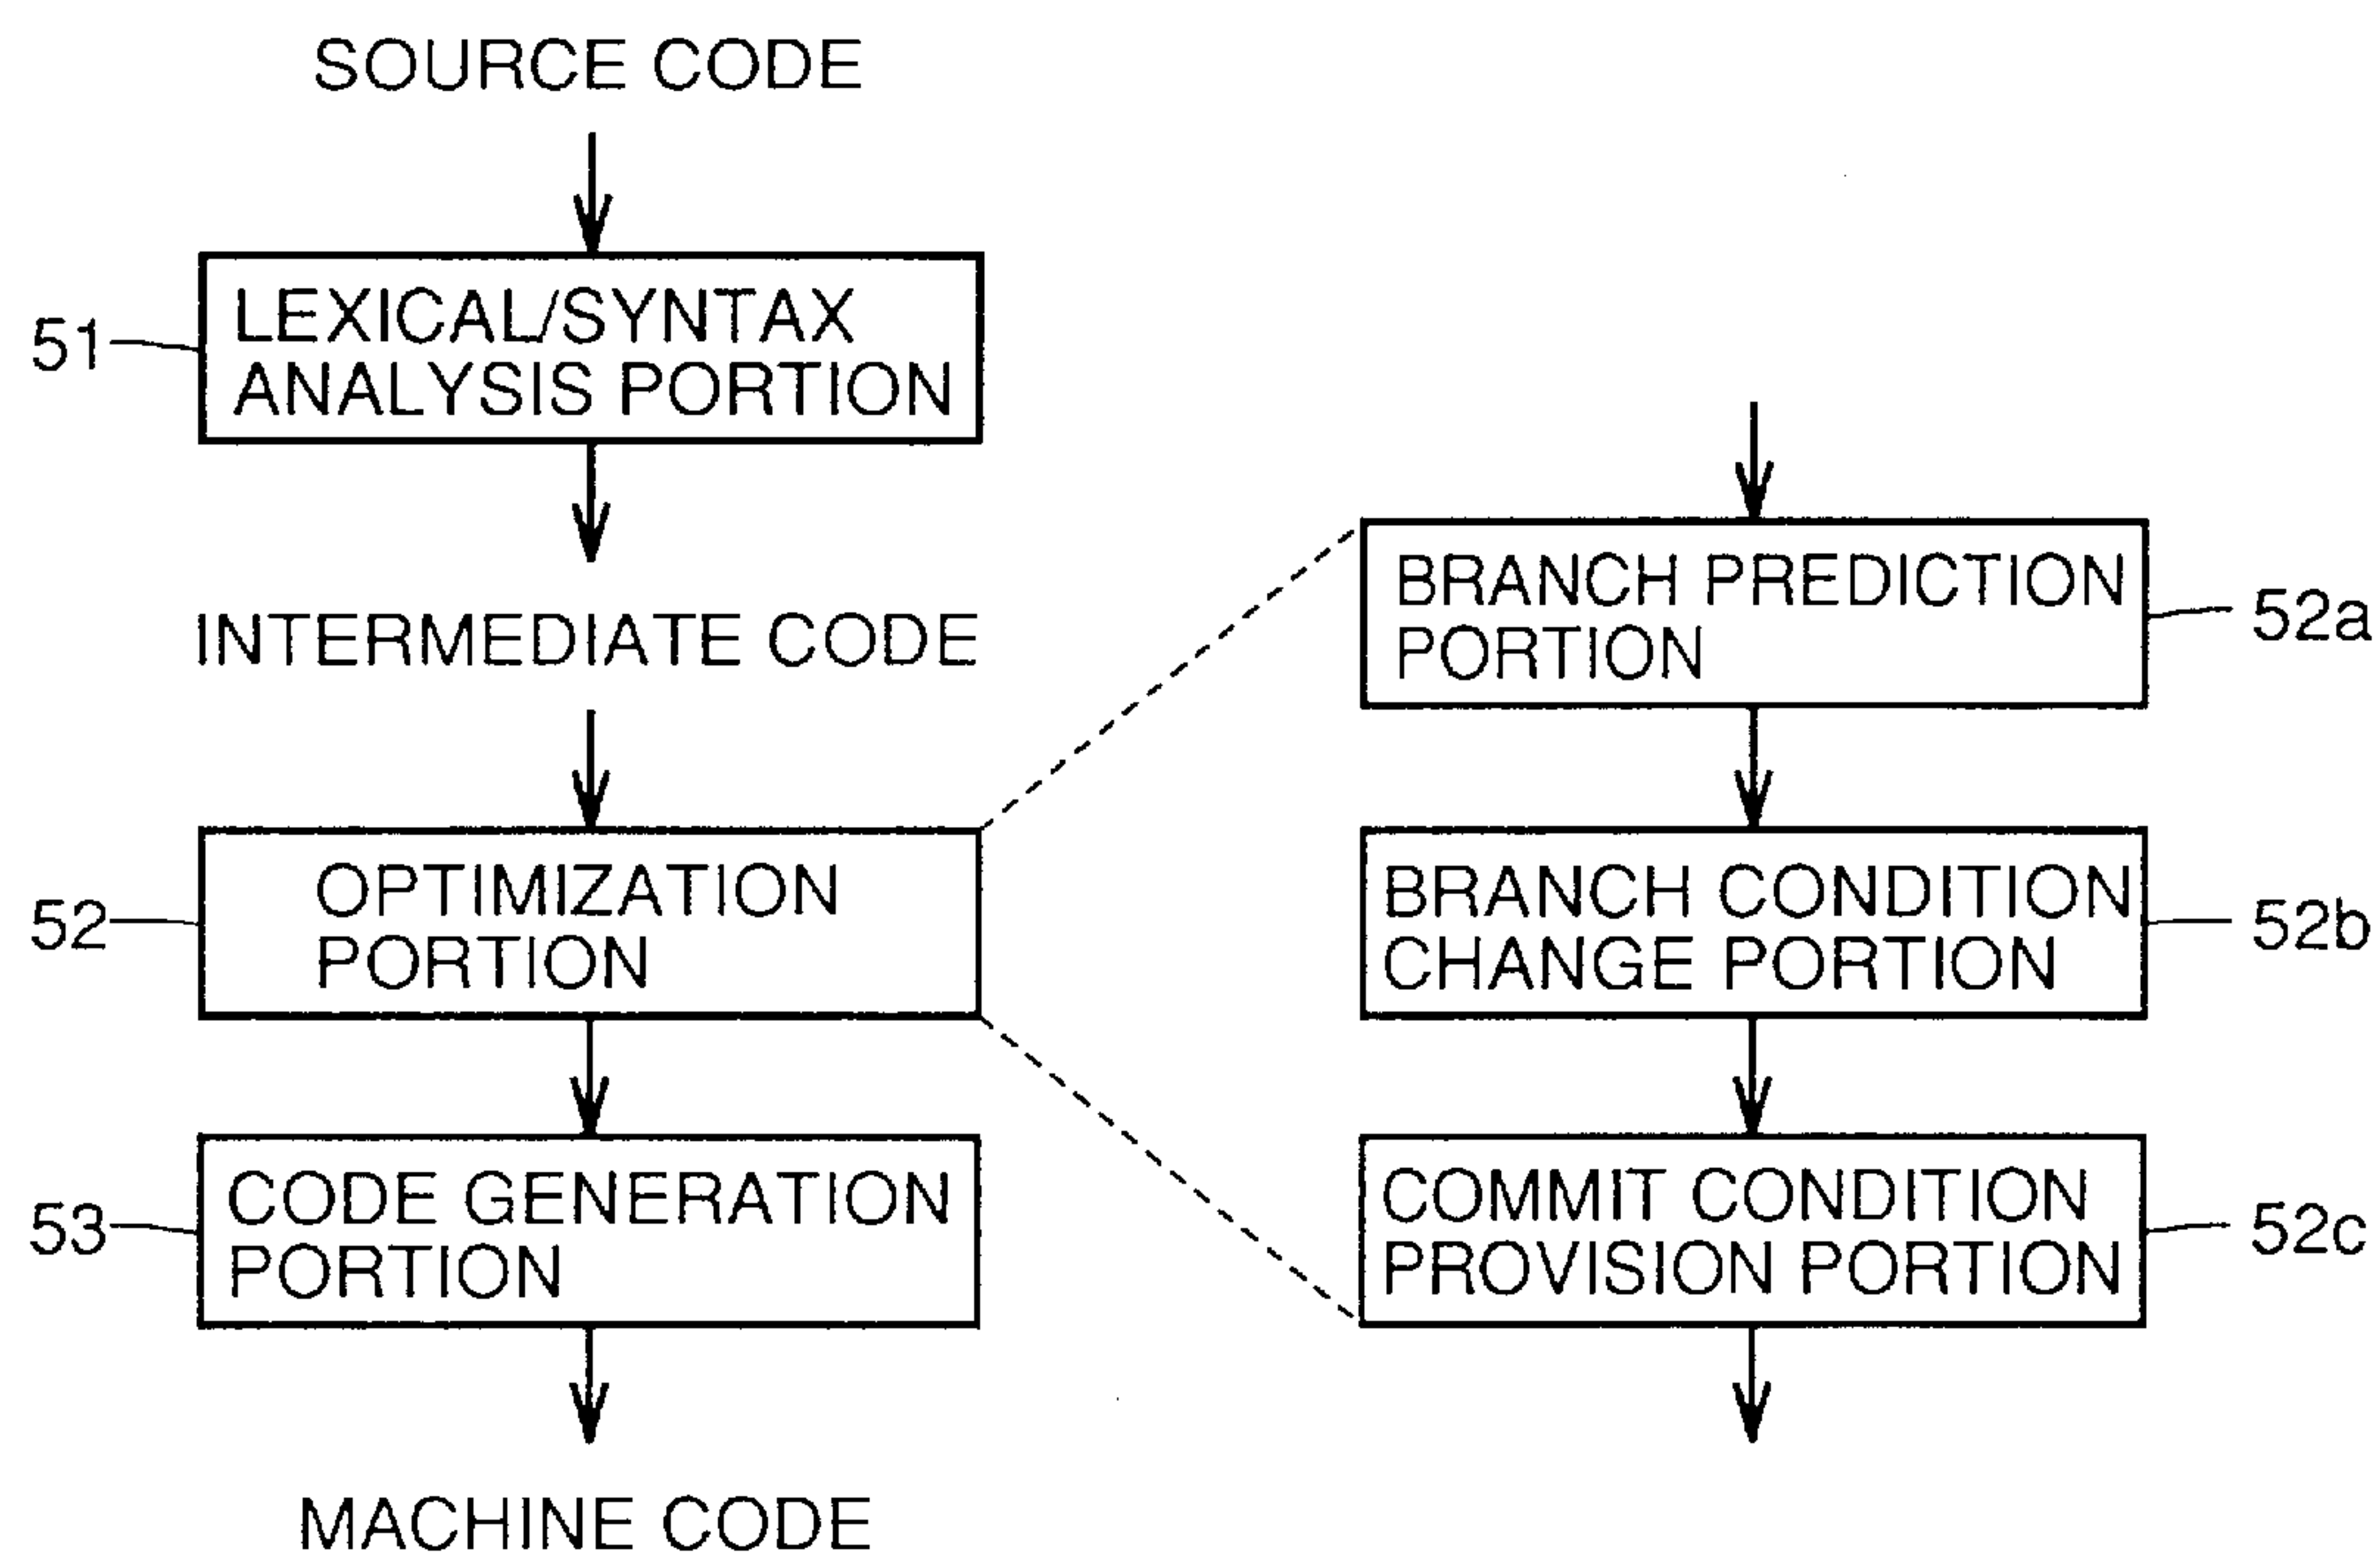 SOURCE CODE
51
LEXICAL/SYNTAX
ANALYSIS PORTION
INTERMEDIATE CODE
52
OPTIMIZATION
PORTION
53
CODE GENERATION
PORTION
MACHINE CODE
BRANCH PREDICTION
PORTION
52a
BRANCH CONDITION
CHANGE PORTION
52b
COMMIT CONDITION
PROVISION PORTION
52c